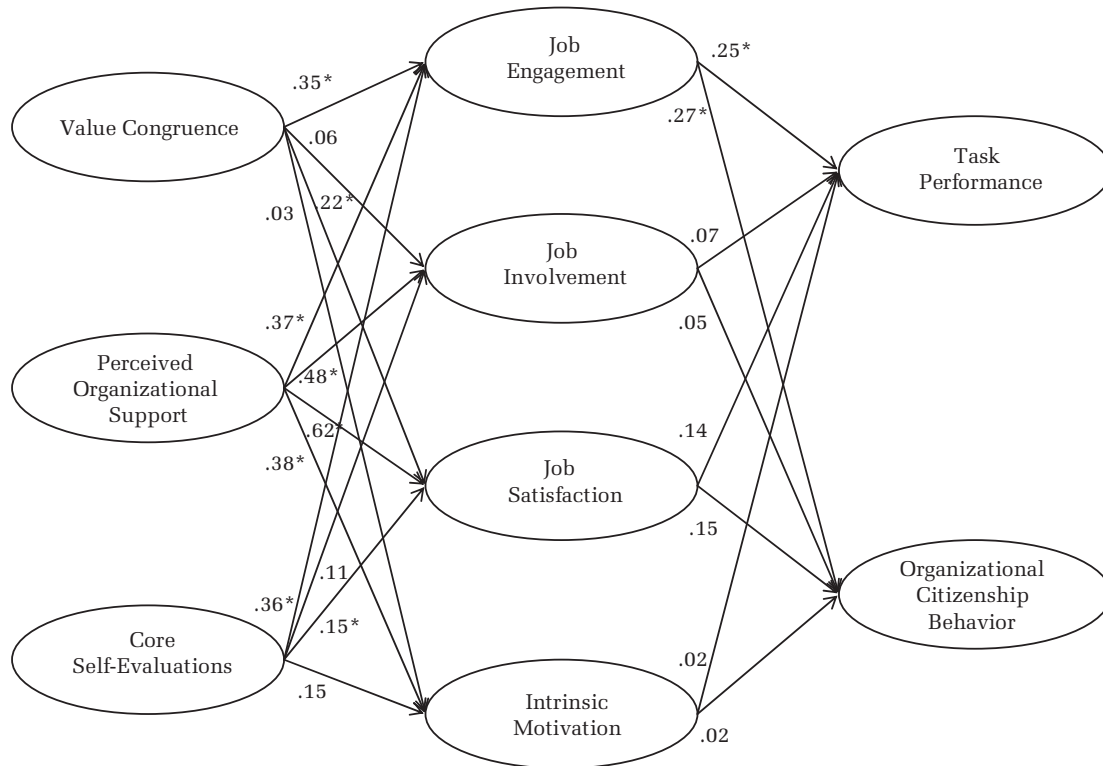 Job
Engagement
.25*
.35*
Value Congruence
.06
.27*
Task
Performance
.22*
.03
Job
Involvement
.07
.05
.37*
Perceived
Organizational
Support
.48*
.62*
.14
.38*
Job
Satisfaction
.15
.11
.36*
.15*
Organizational
Citizenship
Behavior
Core
Self-Evaluations
.02
.15
Intrinsic
Motivation
.02